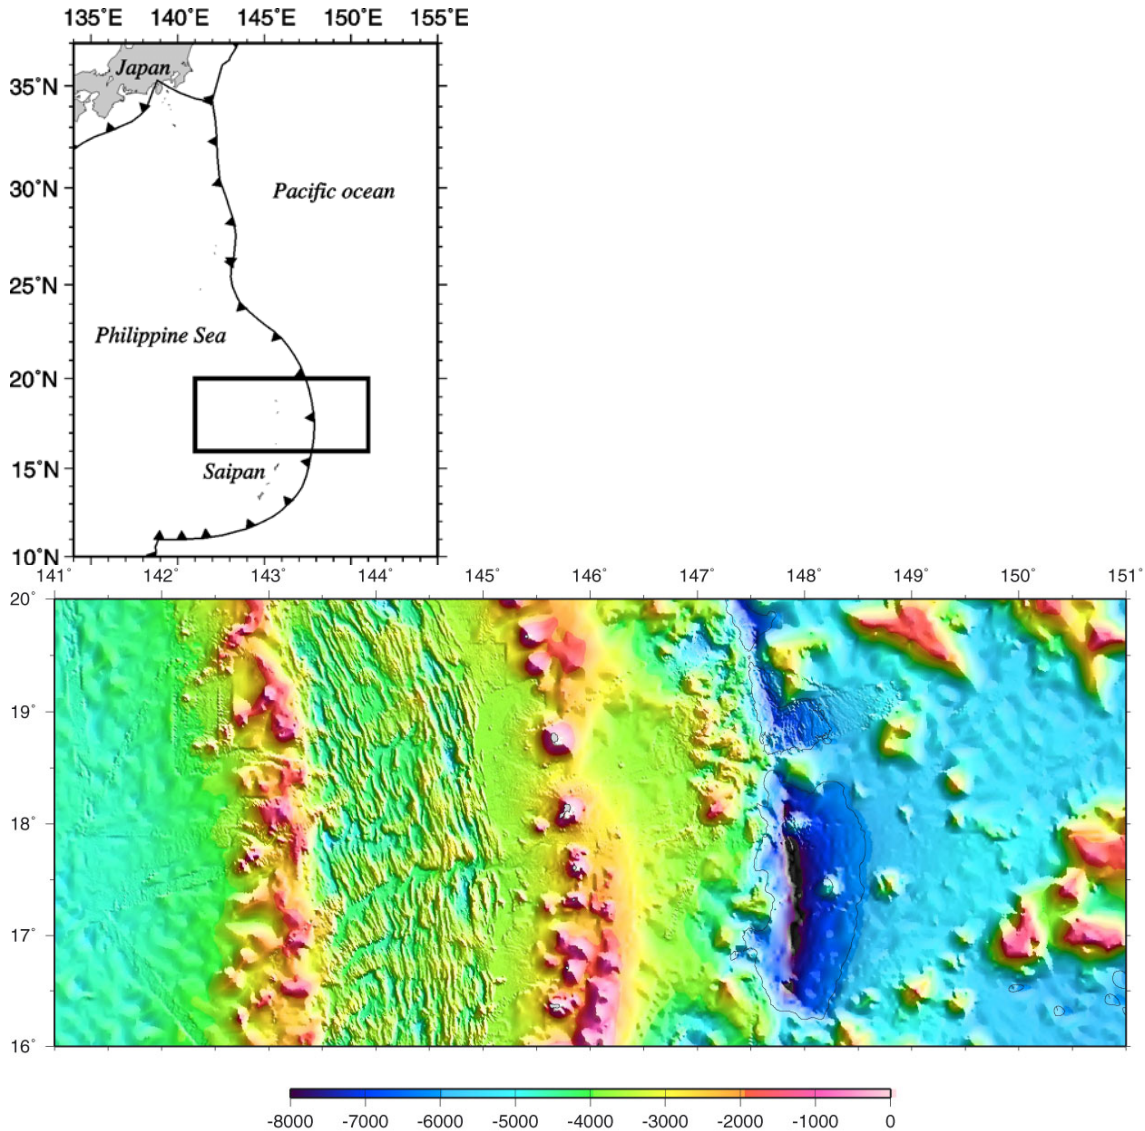 135˚E 140˚E 145˚E 150˚E 155˚E
Japan
35˚N
30˚N
Pacific ocean
25˚N
Philippine Sea
20˚N
15˚N
Saipan
10˚N
141˚ 142˚ 143˚ 144˚ 145˚ 146˚ 147˚ 148˚ 149˚ 150˚ 151˚
20˚
19˚
18˚
17˚
16˚
-8000 -7000 -6000 -5000 -4000 -3000 -2000 -1000 0